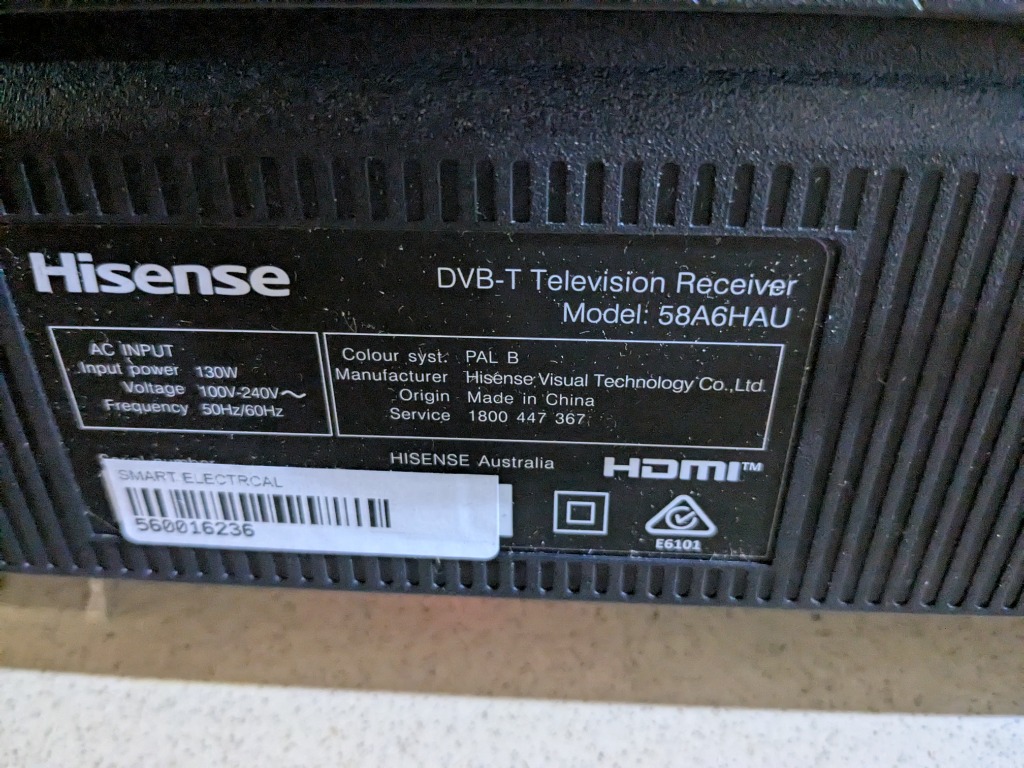 Hisense
DVB-T Television Receiver
Model: 58A6HAU
AC INPUT
Input power 130W
Voltage 100V-240V～
Frequency 50Hz/60Hz
Colour syst. PAL B
Manufacturer Hisense Visual Technology Co.,Ltd.
Origin Made in China
Service 1800 447 367
HISENSE Australia
HDMI™
SMART ELECTRCAL
560016236
E6101